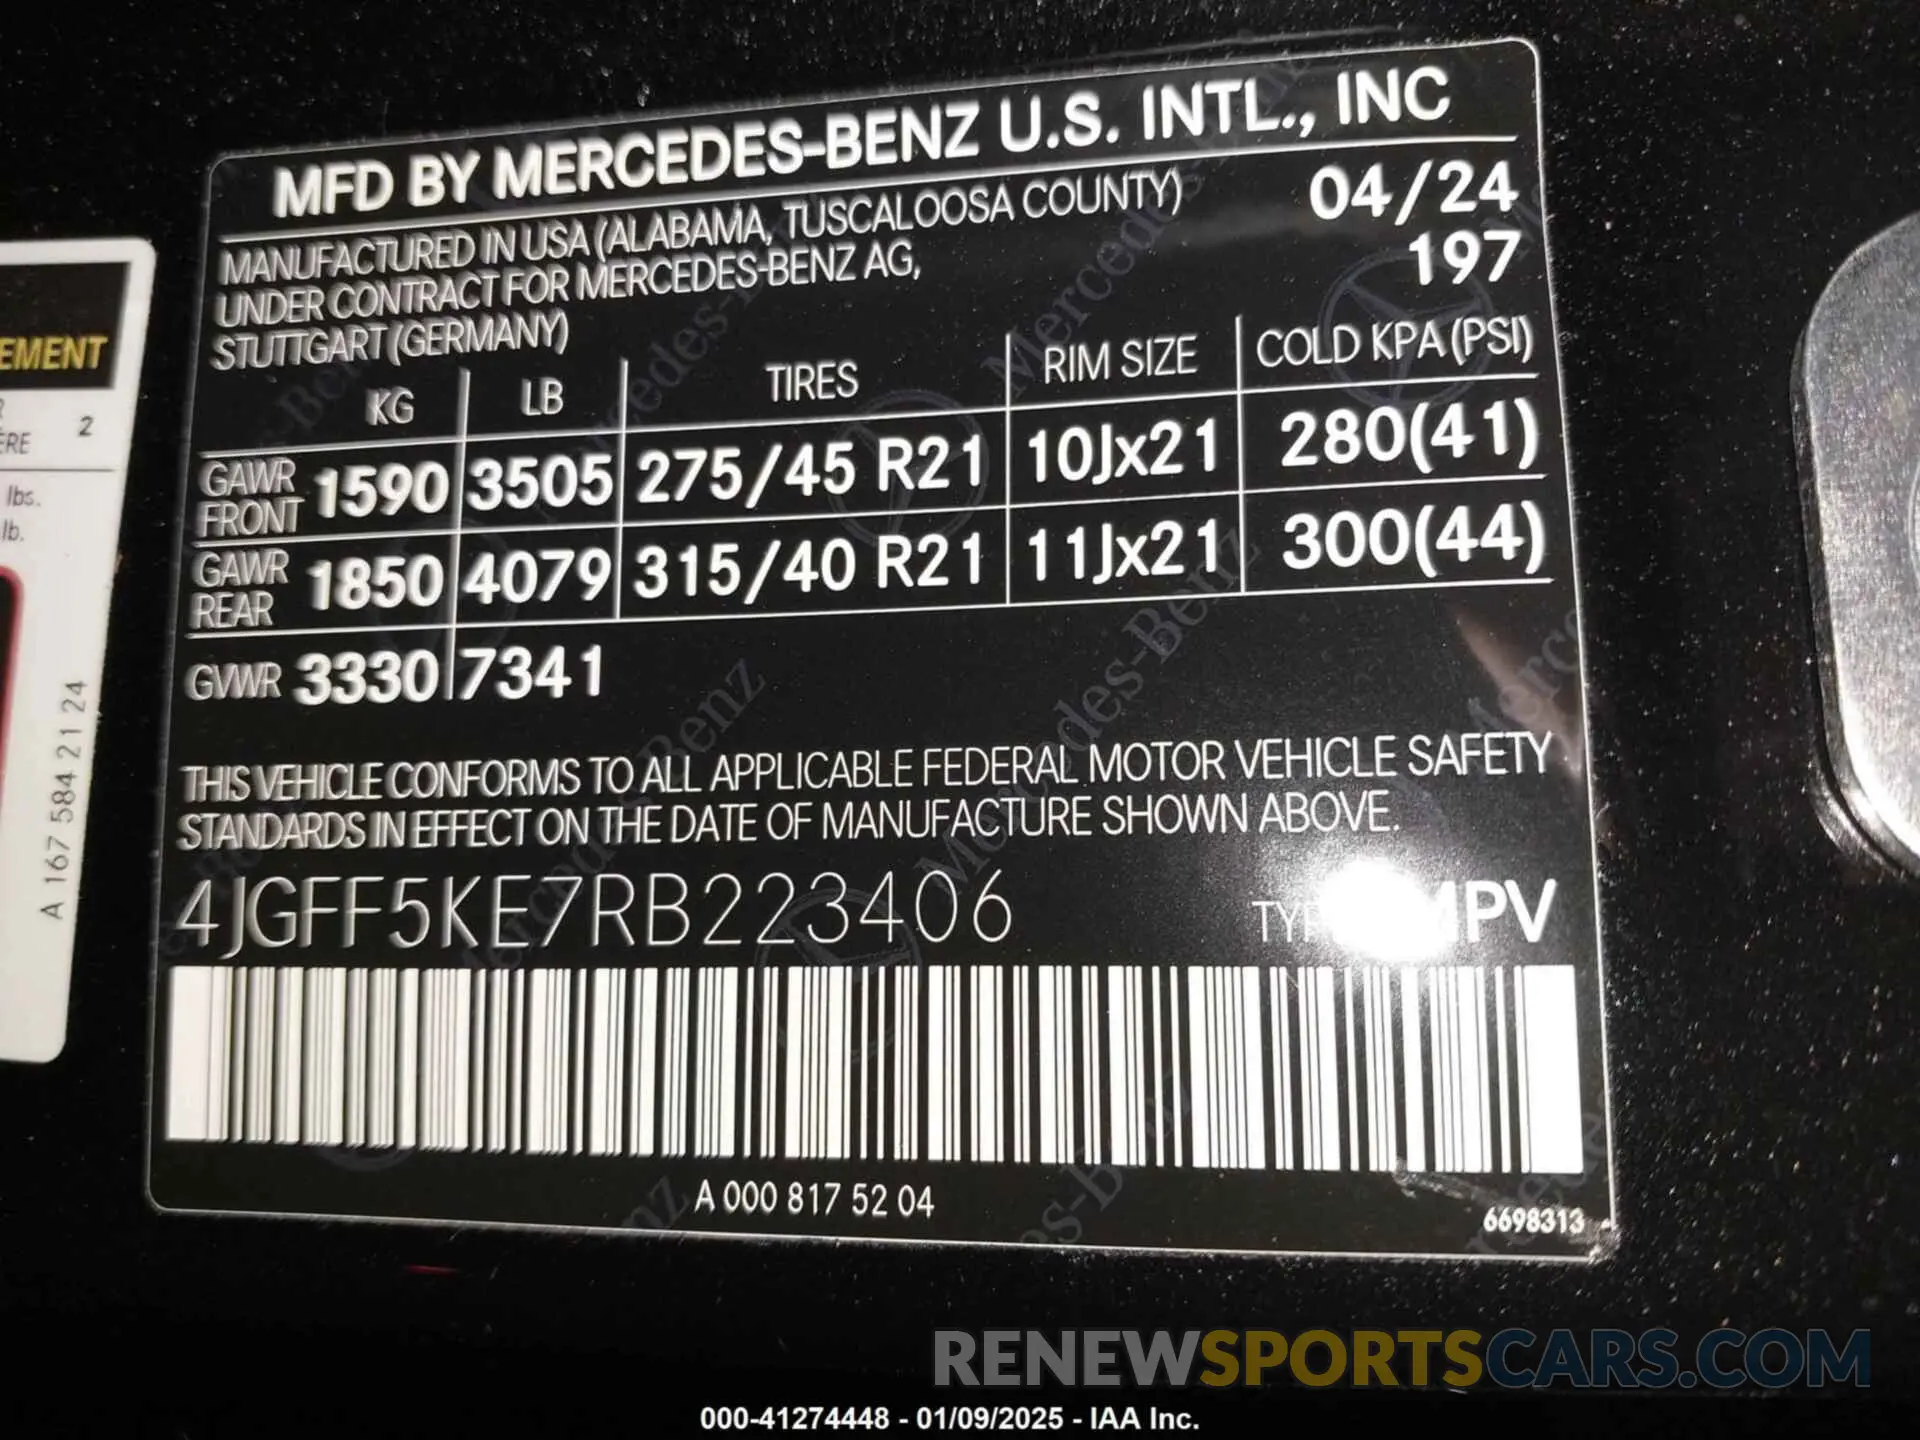 MFD BY MERCEDES-BENZ U.S. INTL., INC
MANUFACTURED IN USA (ALABAMA, TUSCALOOSA COUNTY) 04/24
UNDER CONTRACT FOR MERCEDES-BENZ AG, 197
STUTTGART (GERMANY)
KG LB TIRES RIM SIZE COLD KPA (PSI)
GAWR FRONT 1590 3505 275/45 R21 10Jx21 280(41)
GAWR REAR 1850 4079 315/40 R21 11Jx21 300(44)
GVWR 3330 7341
THIS VEHICLE CONFORMS TO ALL APPLICABLE FEDERAL MOTOR VEHICLE SAFETY
STANDARDS IN EFFECT ON THE DATE OF MANUFACTURE SHOWN ABOVE.
4JGFF5KE7RB223406 MPV
A 000 817 52 04
6698313
2
lbs.
lb.
A 167 584 21 24
RENEWSPORTSCARS.COM
000-41274448 - 01/09/2025 - IAA Inc.